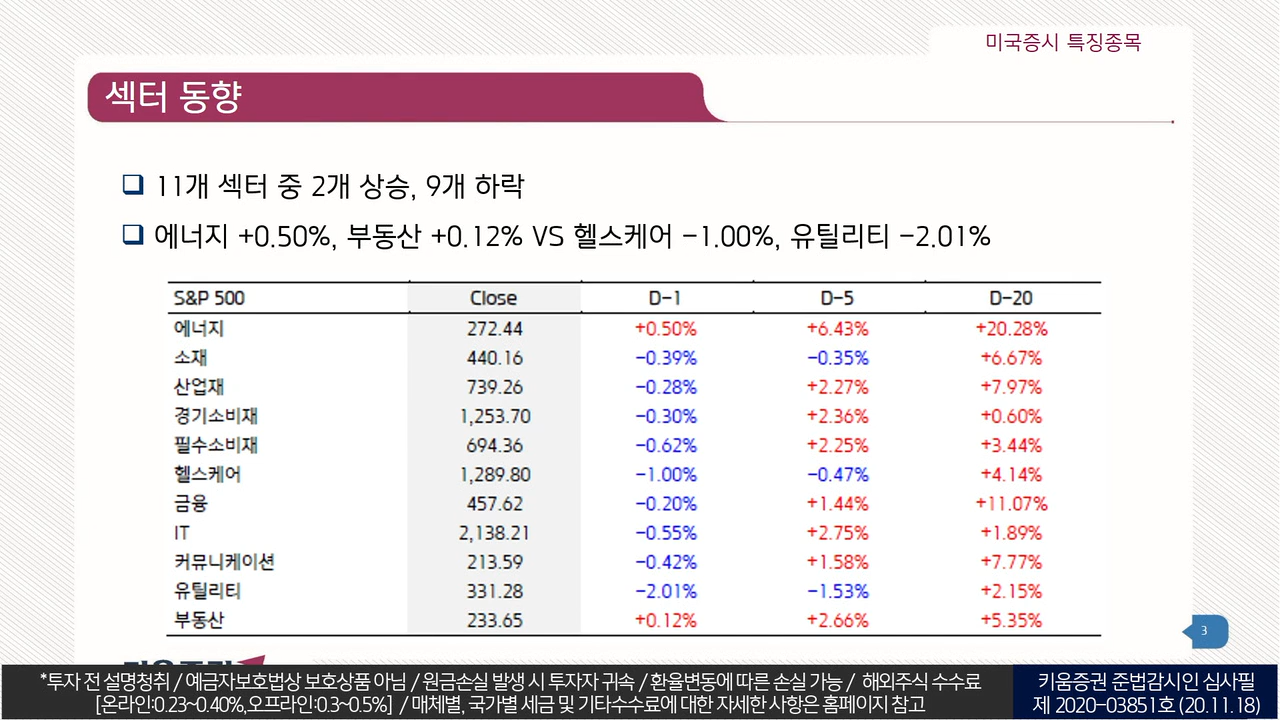 미국증시 특징종목
섹터 동향
❑ 11개 섹터 중 2개 상승, 9개 하락
❑ 에너지 +0.50%, 부동산 +0.12% VS 헬스케어 -1.00%, 유틸리티 -2.01%
S&P 500 Close D-1 D-5 D-20
에너지 272.44 +0.50% +6.43% +20.28%
소재 440.16 -0.39% -0.35% +6.67%
산업재 739.26 -0.28% +2.27% +7.97%
경기소비재 1,253.70 -0.30% +2.36% +0.60%
필수소비재 694.36 -0.62% +2.25% +3.44%
헬스케어 1,289.80 -1.00% -0.47% +4.14%
금융 457.62 -0.20% +1.44% +11.07%
IT 2,138.21 -0.55% +2.75% +1.89%
커뮤니케이션 213.59 -0.42% +1.58% +7.77%
유틸리티 331.28 -2.01% -1.53% +2.15%
부동산 233.65 +0.12% +2.66% +5.35%
3
*투자 전 설명청취 / 예금자보호법상 보호상품 아님 / 원금손실 발생 시 투자자 귀속 / 환율변동에 따른 손실 가능 / 해외주식 수수료
[온라인:0.23~0.40%,오프라인:0.3~0.5%] / 매체별, 국가별 세금 및 기타수수료에 대한 자세한 사항은 홈페이지 참고
키움증권 준법감시인 심사필
제 2020-03851호 (20.11.18)